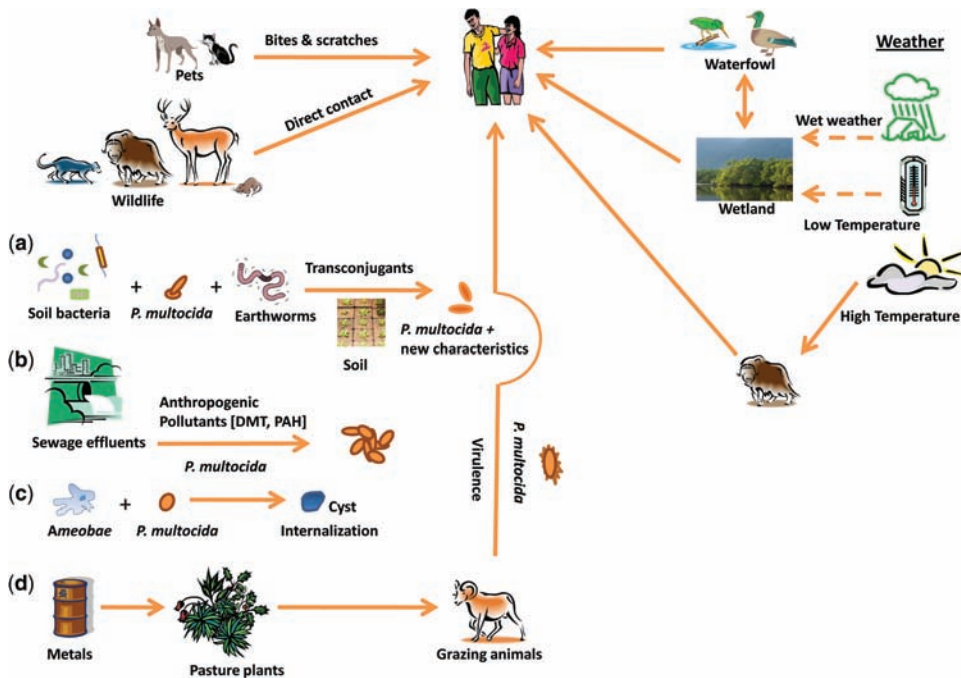 Bites & scratches
Pets
Direct contact
Wildlife
Waterfowl
Weather
Wet weather
Wetland
Low Temperature
High Temperature
(a)
Soil bacteria
+
P. multocida
+
Earthworms
Transconjugants
Soil
P. multocida +
new characteristics
(b)
Sewage effluents
Anthropogenic
Pollutants [DMT, PAH]
P. multocida
(c)
Ameobae
+
P. multocida
Cyst
Internalization
Virulence
P. multocida
(d)
Metals
Pasture plants
Grazing animals